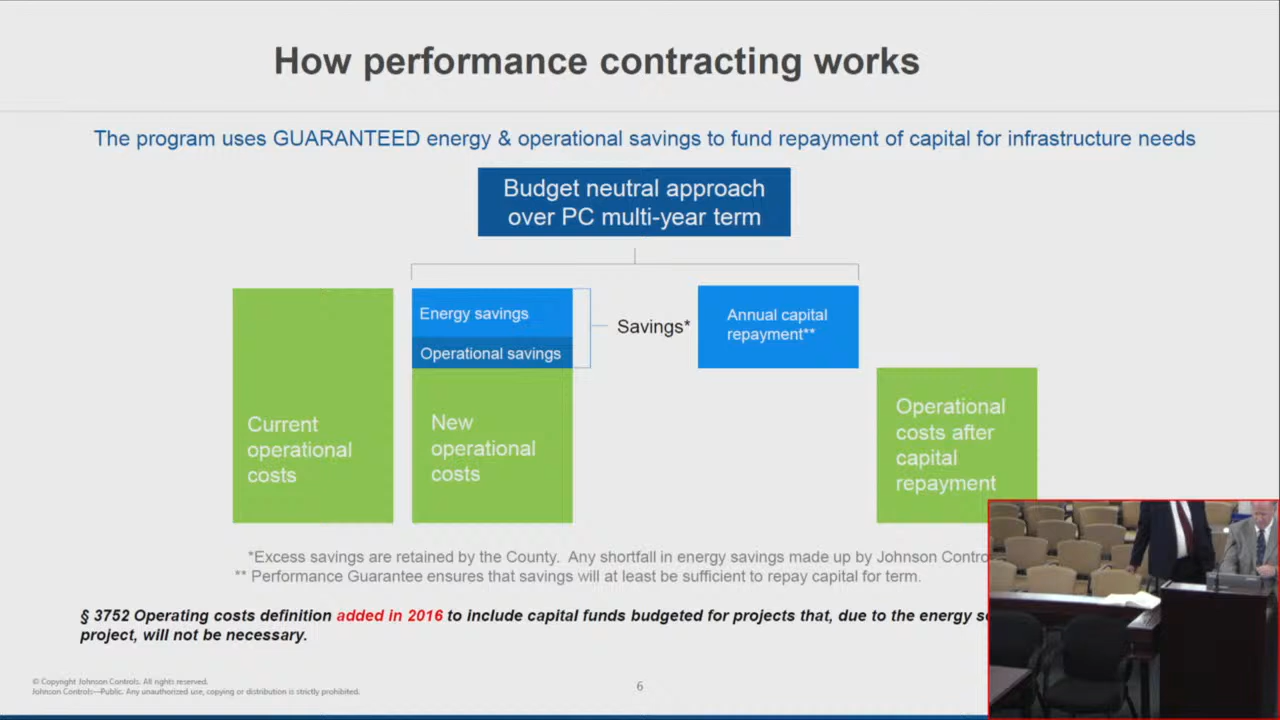 How performance contracting works
The program uses GUARANTEED energy & operational savings to fund repayment of capital for infrastructure needs
Budget neutral approach
over PC multi-year term
Energy savings
Operational savings
Savings*
Annual capital
repayment**
Current
operational
costs
New
operational
costs
Operational
costs after
capital
repayment
*Excess savings are retained by the County. Any shortfall in energy savings made up by Johnson
** Performance Guarantee ensures that savings will at least be sufficient to repay capital for term.
§ 3752 Operating costs definition added in 2016 to include capital funds budgeted for projects that, due to the energy
project, will not be necessary.
© Copyright Johnson Controls. All rights reserved.
Johnson Controls—Public. Any unauthorized use, copying or distribution is strictly prohibited.
6